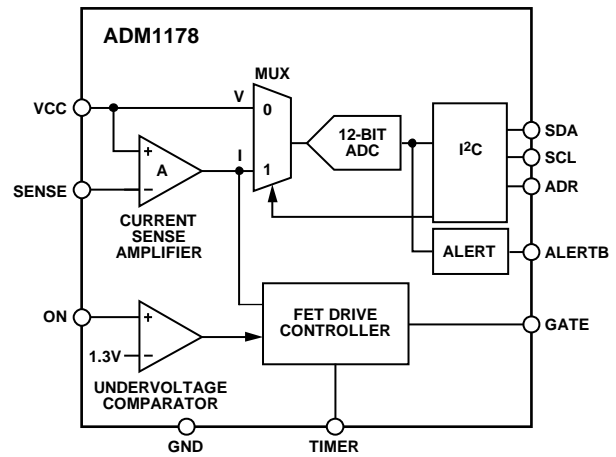 ADM1178
MUX
VCC
V
0
12-BIT
ADC
I²C
SDA
SCL
ADR
I
1
+
A
−
SENSE
CURRENT
SENSE
AMPLIFIER
ALERT
ALERTB
ON
+
1.3V
−
FET DRIVE
CONTROLLER
GATE
UNDERVOLTAGE
COMPARATOR
GND
TIMER